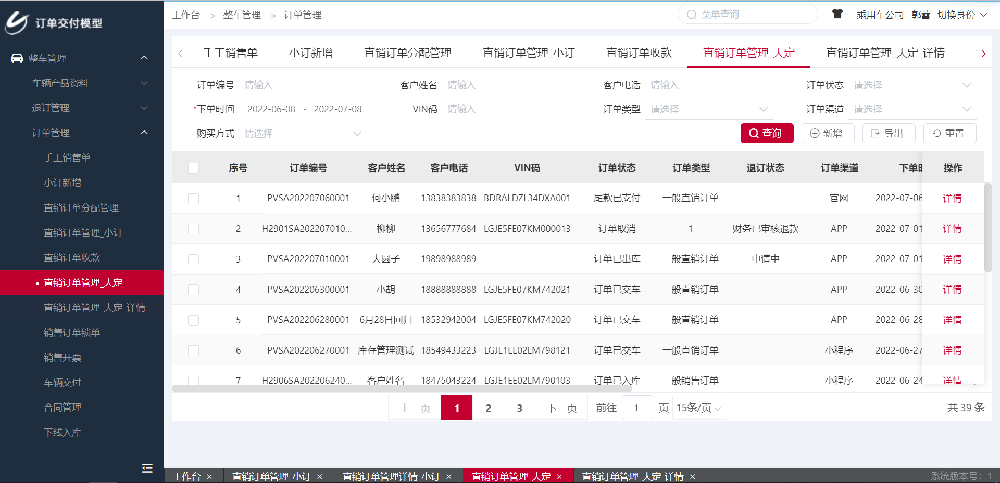 订单交付模型
整车管理
车辆产品资料
退订管理
订单管理
手工销售单
小订新增
直销订单分配管理
直销订单管理_小订
直销订单收款
直销订单管理_大定
直销订单管理_大定_详情
销售订单锁单
销售开票
车辆交付
合同管理
下线入库
工作台 > 整车管理 > 订单管理
菜单查询
乘用车公司 郭蕾 切换身份
手工销售单 小订新增 直销订单分配管理 直销订单管理_小订 直销订单收款 直销订单管理_大定 直销订单管理_大定_详情
订单编号 请输入 客户姓名 请输入 客户电话 请输入 订单状态 请选择
*下单时间 2022-06-08 - 2022-07-08 VIN码 请输入 订单类型 请选择 订单渠道 请选择
购买方式 请选择 查询 新增 导出 重置
序号 订单编号 客户姓名 客户电话 VIN码 订单状态 订单类型 退订状态 订单渠道 下单 操作
1 PVSA202207060001 何小鹏 13838383838 BDRALDZL34DXA001 尾款已支付 一般直销订单 官网 2022-07-06 详情
2 H2901SA202207010... 柳柳 13656777684 LGJE5FE07KM000013 订单取消 1 财务已审核退款 APP 2022-07-01 详情
3 PVSA202207010001 大圆子 19898988989 订单已出库 一般直销订单 申请中 APP 2022-07-01 详情
4 PVSA202206300001 小胡 18888888888 LGJE5FE07KM742021 订单已交车 一般直销订单 APP 2022-06-30 详情
5 PVSA202206280001 6月28日回归 18532942004 LGJE5FE07KM742020 订单已交车 一般直销订单 APP 2022-06-28 详情
6 PVSA202206270001 库存管理测试 18549433223 LGJE1EE02LM798121 订单已交车 一般直销订单 小程序 2022-06-27 详情
7 H2906SA202206240... 客户姓名 18475043224 LGJE1EE02LM790103 订单已入库 一般销售订单 小程序 2022-06-24 详情
上一页 1 2 3 下一页 前往 1 页 15条/页 共 39 条
工作台 × 直销订单管理_小订 × 直销订单管理详情_小订 × 直销订单管理_大定 × 直销订单管理_大定_详情 × 系统版本号: 1